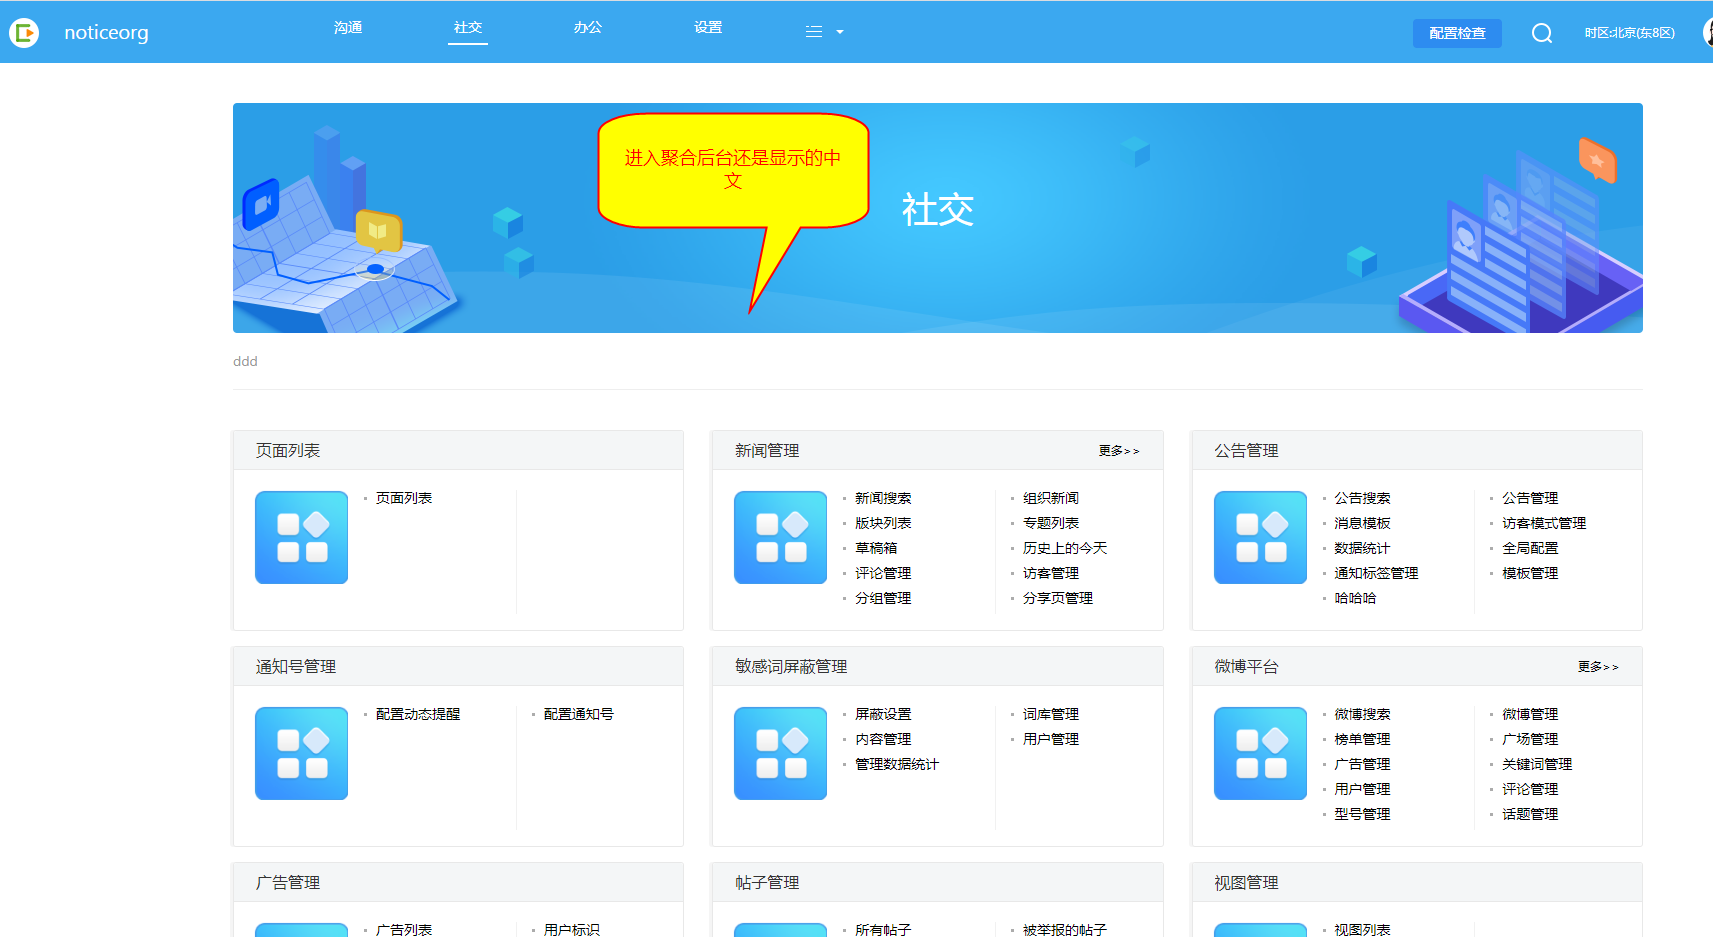 noticeorg
沟通
社交
办公
设置
配置检查
时区:北京(东8区)
进入聚合后台还是显示的中
文
社交
ddd
页面列表
页面列表
新闻管理
更多>>
新闻搜索
组织新闻
版块列表
专题列表
草稿箱
历史上的今天
评论管理
访客管理
分组管理
分享页管理
公告管理
公告搜索
公告管理
消息模板
访客模式管理
数据统计
全局配置
通知标签管理
模板管理
哈哈哈
通知号管理
配置动态提醒
配置通知号
敏感词屏蔽管理
屏蔽设置
词库管理
内容管理
用户管理
管理数据统计
微博平台
更多>>
微博搜索
微博管理
榜单管理
广场管理
广告管理
关键词管理
用户管理
评论管理
型号管理
话题管理
广告管理
广告列表
用户标识
帖子管理
所有帖子
被举报的帖子
视图管理
视图列表